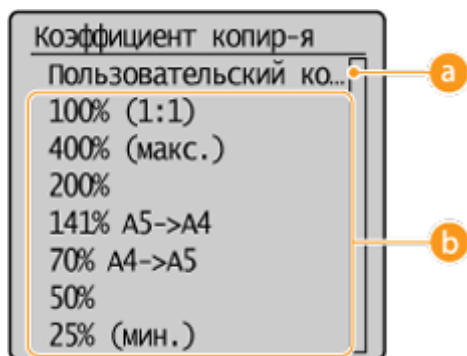 Коэффициент копир-я
Пользовательский ко…
a
100% (1:1)
400% (макс.)
200%
141% A5->A4
b
70% A4->A5
50%
25% (мин.)